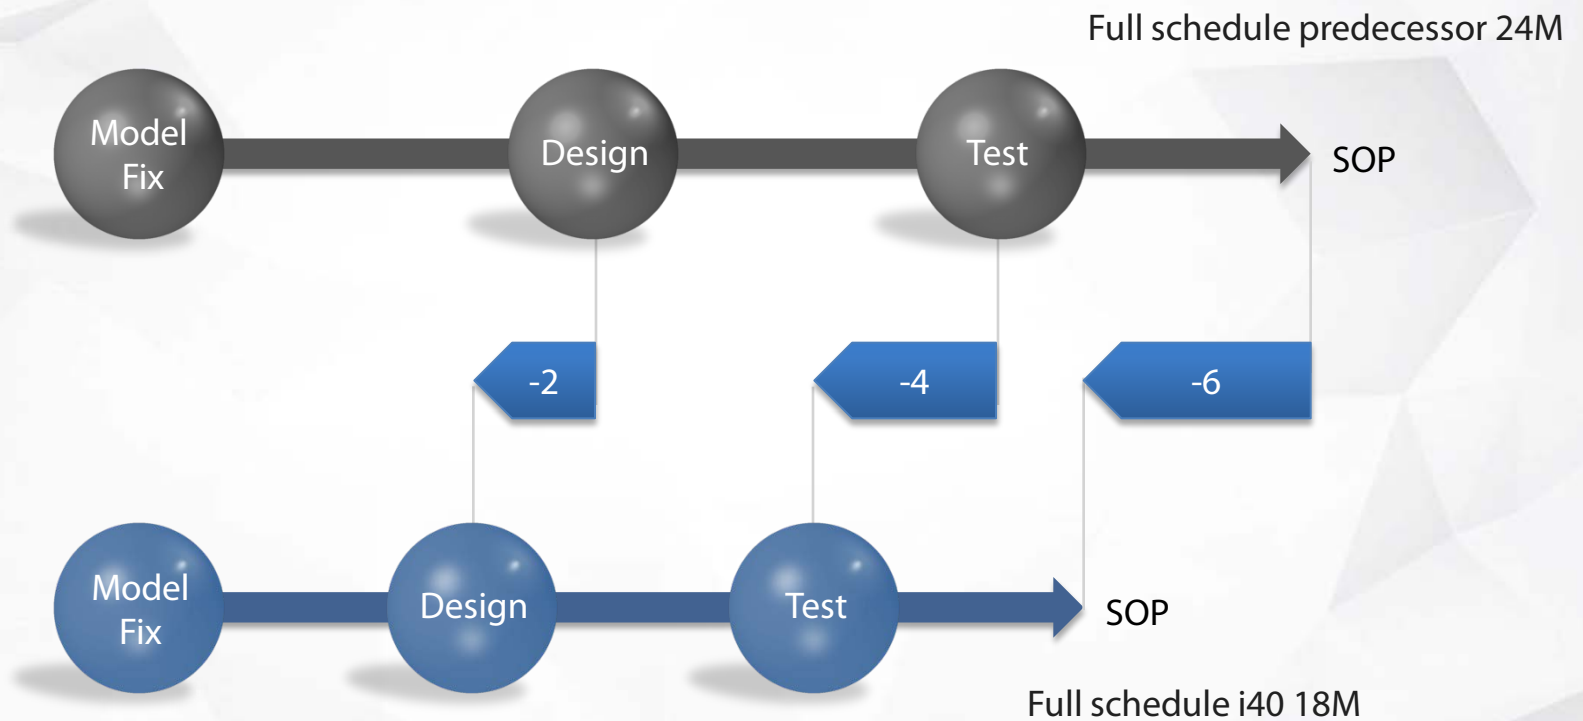 Full schedule predecessor 24M
Model
Fix
Design
Test
SOP
-2
-4
-6
Model
Fix
Design
Test
SOP
Full schedule i40 18M